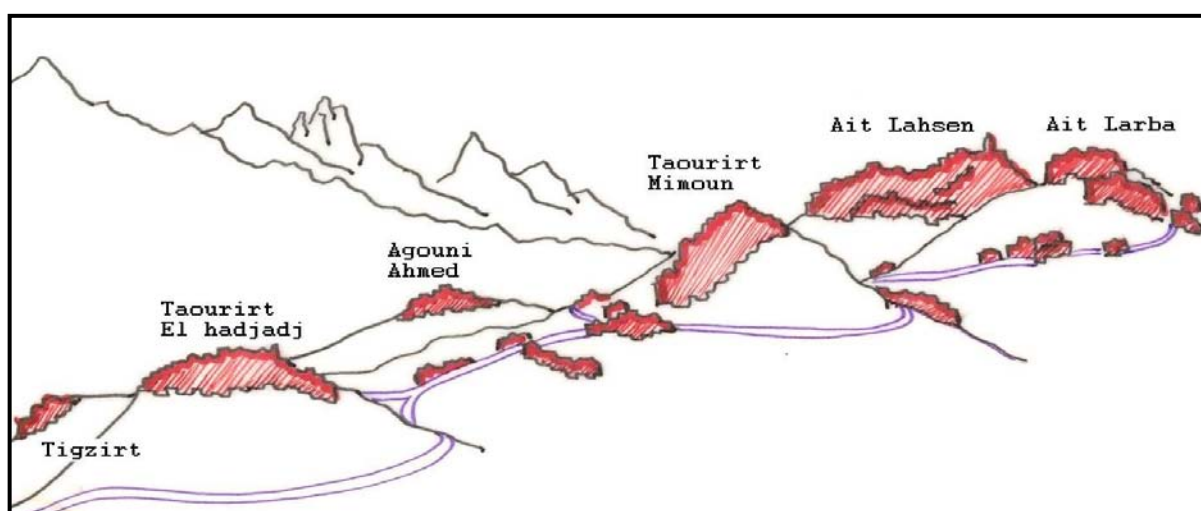 Ait Lahsen
Ait Larba
Taourirt
Mimoun
Agouni
Ahmed
Taourirt
El hadjadj
Tigzirt